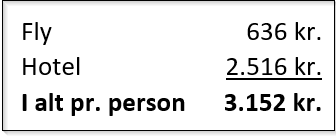 Fly 636 kr.
Hotel 2.516 kr.
I alt pr. person 3.152 kr.